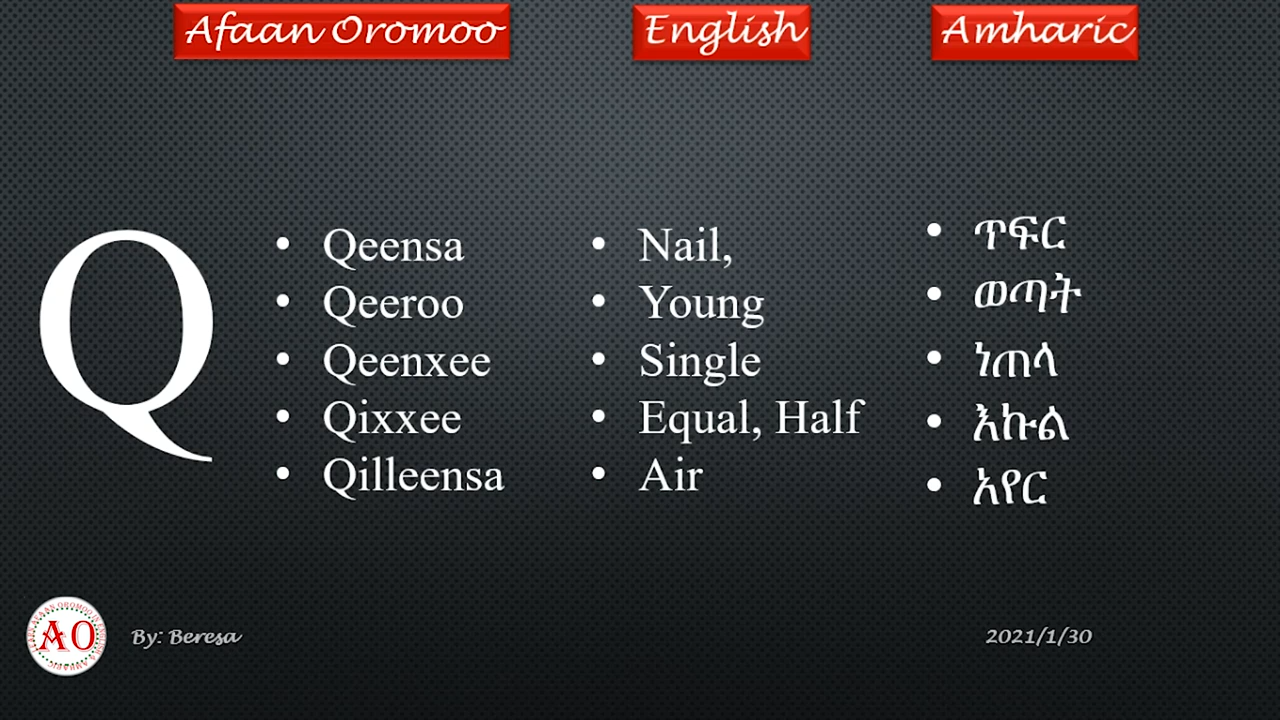 Afaan Oromoo English Amharic
Q
• Qeensa
• Qeeroo
• Qeenxee
• Qixxee
• Qilleensa
• Nail,
• Young
• Single
• Equal, Half
• Air
• ጥፍር
• ወጣት
• ነጠላ
• እኩል
• አየር
AO
By: Beresa
2021/1/30